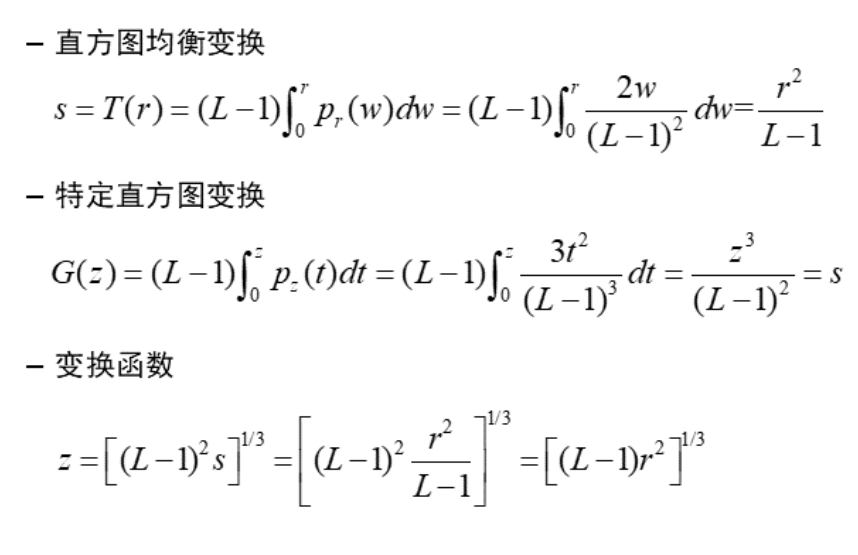 – 直方图均衡变换
s = T(r) = (L−1)∫₀ʳ pᵣ(w)dw = (L−1)∫₀ʳ 2w/(L−1)² dw= r²/(L−1)
– 特定直方图变换
G(z) = (L−1)∫₀ᶻ p_z(t)dt = (L−1)∫₀ᶻ 3t²/(L−1)³ dt = z³/(L−1)² = s
– 变换函数
z = [(L−1)² s]^{1/3} = [(L−1)² r²/(L−1)]^{1/3} = [(L−1)r²]^{1/3}